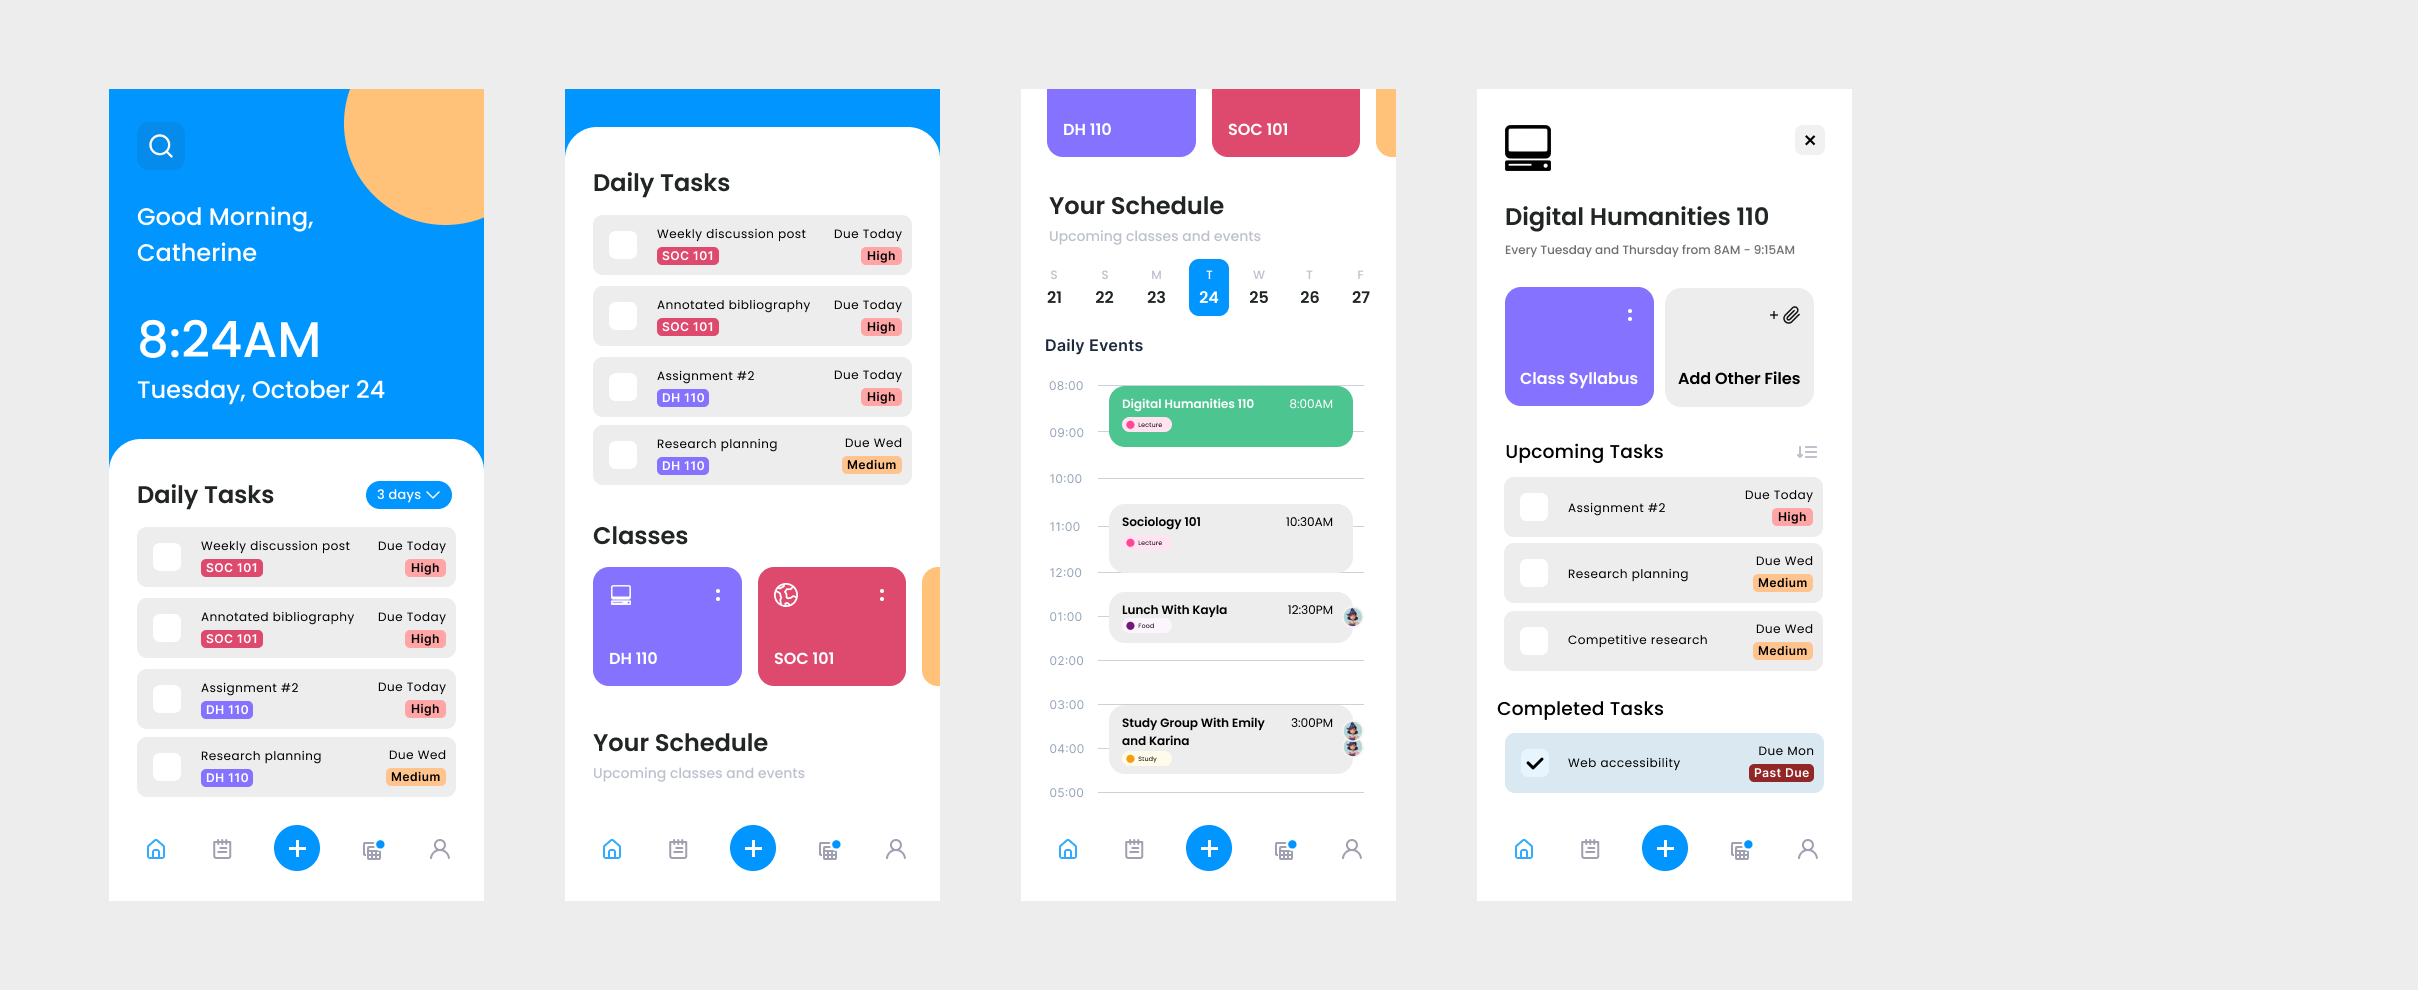 Good Morning,
Catherine
8:24AM
Tuesday, October 24
Daily Tasks
3 days
Weekly discussion post Due Today
SOC 101 High
Annotated bibliography Due Today
SOC 101 High
Assignment #2 Due Today
DH 110 High
Research planning Due Wed
DH 110 Medium
Daily Tasks
Weekly discussion post Due Today
SOC 101 High
Annotated bibliography Due Today
SOC 101 High
Assignment #2 Due Today
DH 110 High
Research planning Due Wed
DH 110 Medium
Classes
DH 110 SOC 101
Your Schedule
Upcoming classes and events
DH 110 SOC 101
Your Schedule
Upcoming classes and events
S S M T W T F
21 22 23 24 25 26 27
Daily Events
08:00
Digital Humanities 110 8:00AM
Lecture
09:00
10:00
Sociology 101 10:30AM
11:00
Lecture
12:00
Lunch With Kayla 12:30PM
01:00
Food
02:00
03:00
Study Group With Emily 3:00PM
and Karina
04:00
Study
05:00
Digital Humanities 110
Every Tuesday and Thursday from 8AM - 9:15AM
Class Syllabus
+
Add Other Files
Upcoming Tasks
Assignment #2 Due Today
High
Research planning Due Wed
Medium
Competitive research Due Wed
Medium
Completed Tasks
Web accessibility Due Mon
Past Due